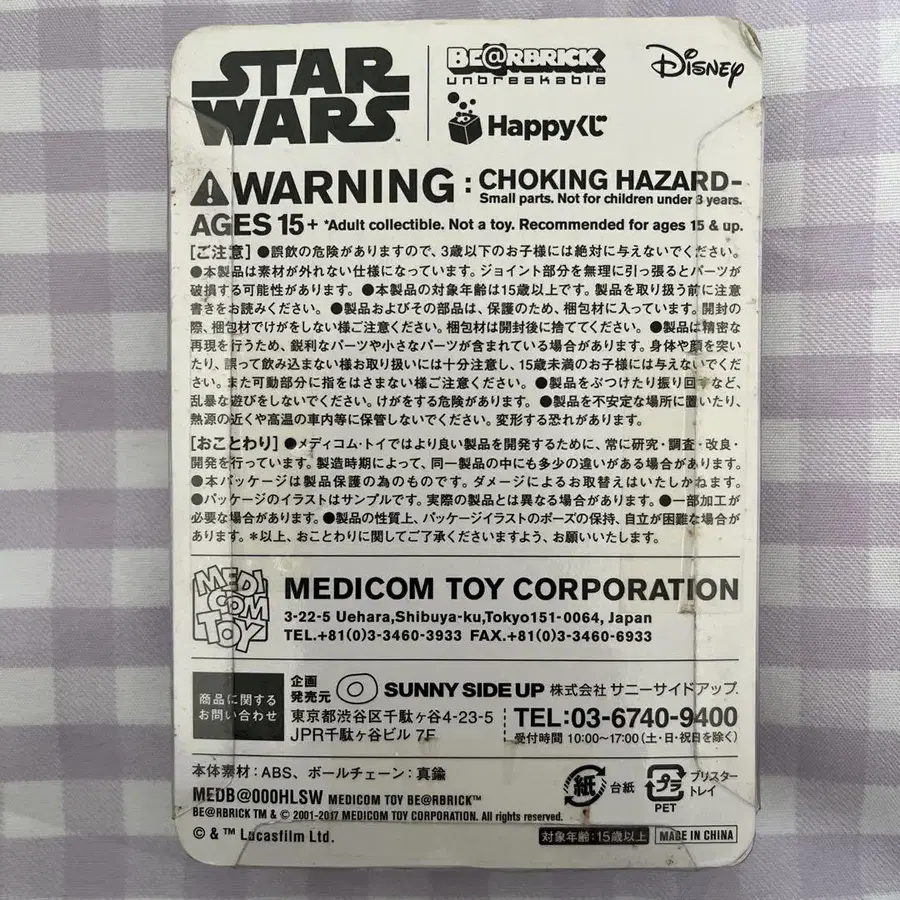 STAR WARS
BE@RBRICK
unbreakable
Disney
Happyくじ
WARNING : CHOKING HAZARD-
Small parts. Not for children under 3 years.
AGES 15+ *Adult collectible. Not a toy. Recommended for ages 15 & up.
[ご注意] ●誤飲の危険がありますので、3歳以下のお子様には絶対に与えないでください。
●本製品は素材が外れない仕様になっています。ジョイント部分を無理に引っ張るとパーツが
破損する可能性があります。 ●本製品の対象年齢は15歳以上です。製品を取り扱う前に注意
書きをお読みください。 ●製品およびその部品は、保護のため、梱包材に入っています。開封の
際、梱包材でけがをしない様ご注意ください。梱包材は開封後に捨ててください。 ●製品は精密な
再現を行うため、鋭利なパーツや小さなパーツが含まれている場合があります。身体や顔を突い
たり、誤って飲み込まない様お取り扱いには十分注意し、15歳未満のお子様には与えないでくだ
さい。また可動部分に指をはさまない様ご注意ください。 ●製品をぶつけたり振り回すなど、
乱暴な遊びをしないでください。けがをする危険があります。 ●製品を不安定な場所に置いたり、
熱源の近くや高温の車内等に保管しないでください。変形する恐れがあります。
[おことわり] ●メディコム・トイではより良い製品を開発するために、常に研究・調査・改良・
開発を行っています。製造時期によって、同一製品の中にも多少の違いがある場合があります。
●本パッケージは製品保護の為のものです。ダメージによるお取替えはいたしかねます。
●パッケージのイラストはサンプルです。実際の製品とは異なる場合があります。 ●一部加工が
必要な場合があります。 ●製品の性質上、パッケージイラストのポーズの保持、自立が困難な場合が
あります。*以上、おことわりに関してご了承くださいますよう、お願いいたします。
MEDI COM TOY
MEDICOM TOY CORPORATION
3-22-5 Uehara,Shibuya-ku,Tokyo151-0064, Japan
TEL.+81(0)3-3460-3933 FAX.+81(0)3-3460-6933
商品に関する
お問い合わせ
企画
発売元
SUNNY SIDE UP 株式会社 サニーサイドアップ.
東京都渋谷区千駄ヶ谷4-23-5
JPR千駄ヶ谷ビル 7F
TEL:03-6740-9400
受付時間 10:00~17:00 (土・日・祝日を除く)
本体素材:ABS、ボールチェーン:真鍮
MEDB@000HLSW MEDICOM TOY BE@RBRICK™
BE@RBRICK TM & © 2001-2017 MEDICOM TOY CORPORATION. All rights reserved.
© & ™ Lucasfilm Ltd.
紙 台紙
プラ
PET
ブリスター
トレイ
対象年齢:15歳以上
MADE IN CHINA